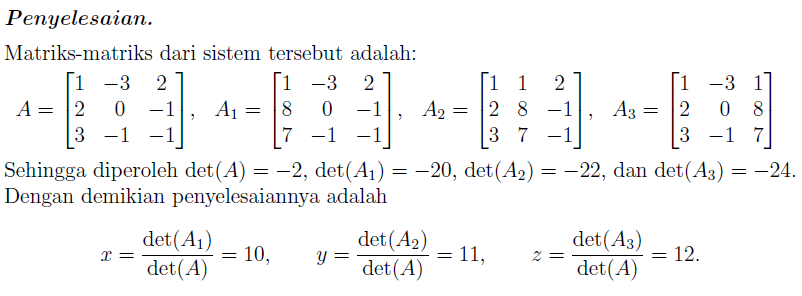 Penyelesaian.
Matriks-matriks dari sistem tersebut adalah:
A = [1 −3 2; 2 0 −1; 3 −1 −1], A₁ = [1 −3 2; 8 0 −1; 7 −1 −1], A₂ = [1 1 2; 2 8 −1; 3 7 −1], A₃ = [1 −3 1; 2 0 8; 3 −1 7]
Sehingga diperoleh det(A) = −2, det(A₁) = −20, det(A₂) = −22, dan det(A₃) = −24.
Dengan demikian penyelesaiannya adalah
x = det(A₁)/det(A) = 10, y = det(A₂)/det(A) = 11, z = det(A₃)/det(A) = 12.